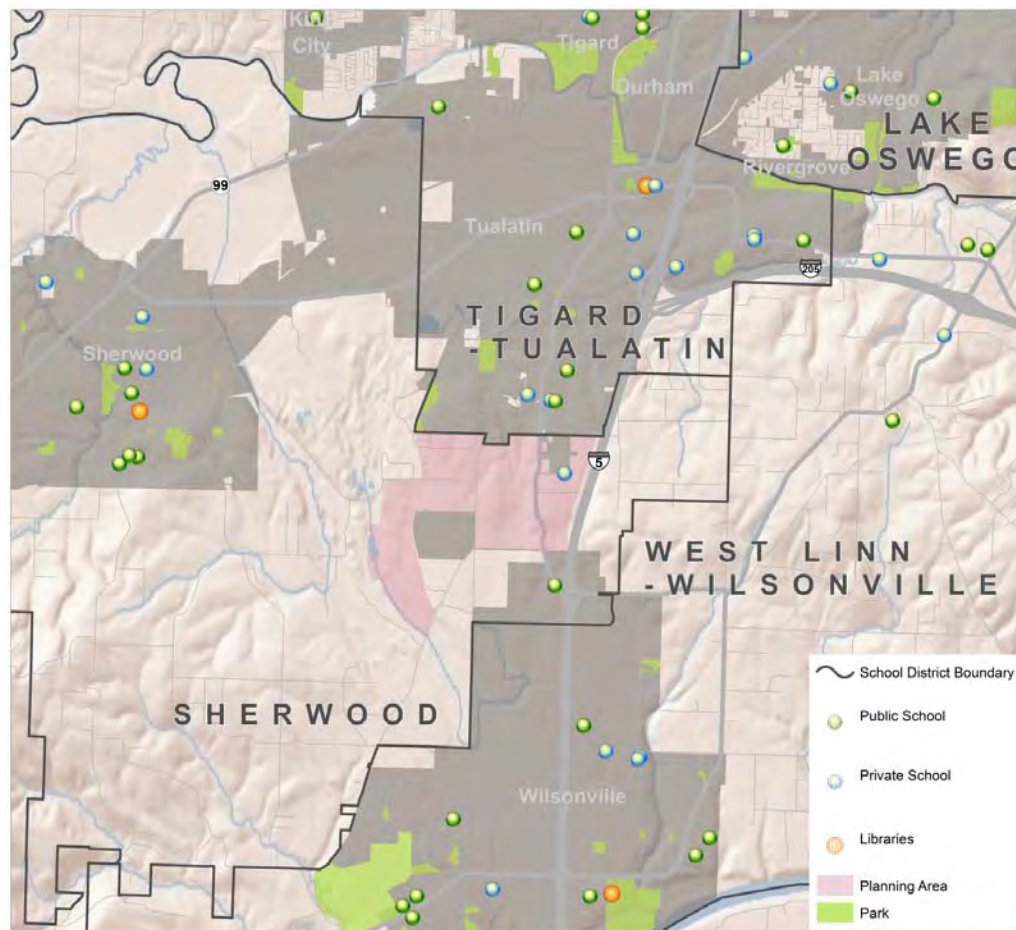 King
City
Tigard
Durham
Lake
Oswego
LAKE
OSWEGO
Rivergrove
99
Tualatin
205
TIGARD
-TUALATIN
Sherwood
5
WEST LINN
-WILSONVILLE
SHERWOOD
Wilsonville
School District Boundary
Public School
Private School
Libraries
Planning Area
Park